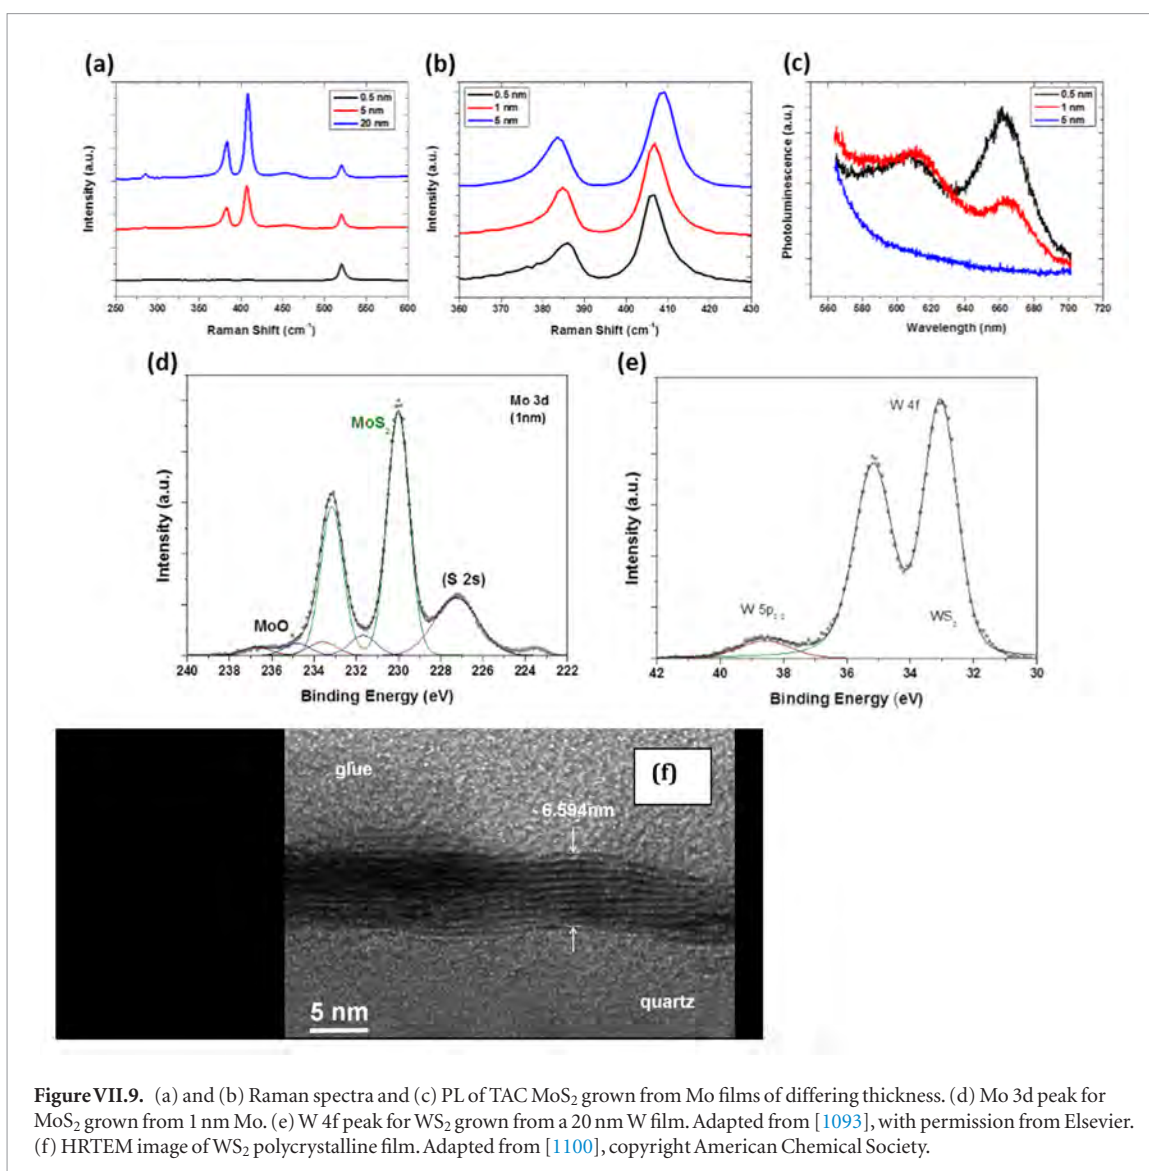 (a)
0.5 nm
5 nm
20 nm
Intensity (a.u.)
250 300 350 400 450 500 550 600
Raman Shift (cm⁻¹)
(b)
0.5 nm
1 nm
5 nm
Intensity (a.u.)
360 370 380 390 400 410 420 430
Raman Shift (cm⁻¹)
(c)
0.5 nm
1 nm
5 nm
Photoluminescence (a.u.)
560 580 600 620 640 660 680 700 720
Wavelength (nm)
(d)
Mo 3d
(1nm)
MoS₂
(S 2s)
MoO
Intensity (a.u.)
240 238 236 234 232 230 228 226 224 222
Binding Energy (eV)
(e)
W 4f
W 5p
WS₂
Intensity (a.u.)
42 40 38 36 35 34 32 30
Binding Energy (eV)
glue
(f)
6.594nm
5 nm
quartz
Figure VII.9. (a) and (b) Raman spectra and (c) PL of TAC MoS₂ grown from Mo films of differing thickness. (d) Mo 3d peak for
MoS₂ grown from 1 nm Mo. (e) W 4f peak for WS₂ grown from a 20 nm W film. Adapted from [1093], with permission from Elsevier.
(f) HRTEM image of WS₂ polycrystalline film. Adapted from [1100], copyright American Chemical Society.